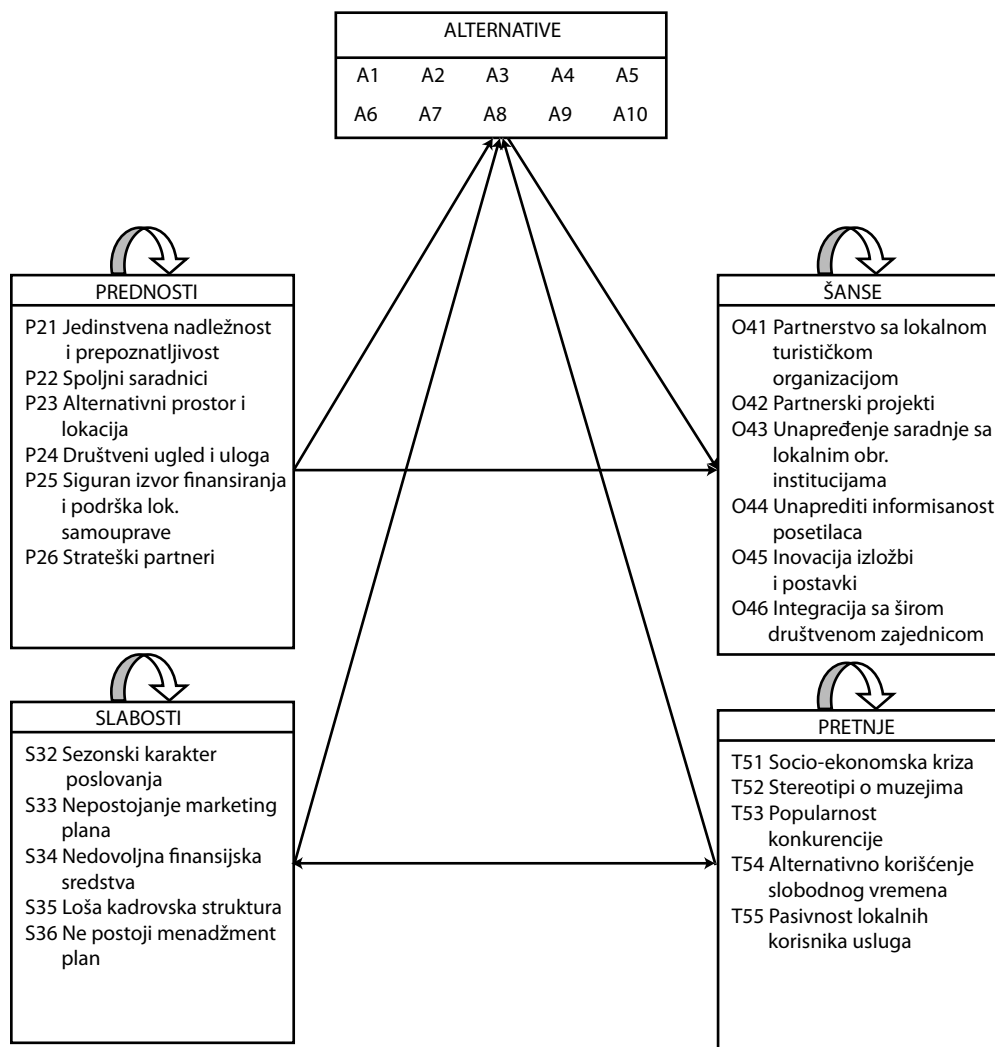 ALTERNATIVE
A1 A2 A3 A4 A5
A6 A7 A8 A9 A10
PREDNOSTI
P21 Jedinstvena nadležnost
i prepoznatljivost
P22 Spoljni saradnici
P23 Alternativni prostor i
lokacija
P24 Društveni ugled i uloga
P25 Siguran izvor finansiranja
i podrška lok.
samouprave
P26 Strateški partneri
ŠANSE
O41 Partnerstvo sa lokalnom
turističkom
organizacijom
O42 Partnerski projekti
O43 Unapređenje saradnje sa
lokalnim obr.
institucijama
O44 Unaprediti informisanost
posetilaca
O45 Inovacija izložbi
i postavki
O46 Integracija sa širom
društvenom zajednicom
SLABOSTI
S32 Sezonski karakter
poslovanja
S33 Nepostojanje marketing
plana
S34 Nedovoljna finansijska
sredstva
S35 Loša kadrovska struktura
S36 Ne postoji menadžment
plan
PRETNJE
T51 Socio-ekonomska kriza
T52 Stereotipi o muzejima
T53 Popularnost
konkurencije
T54 Alternativno korišćenje
slobodnog vremena
T55 Pasivnost lokalnih
korisnika usluga